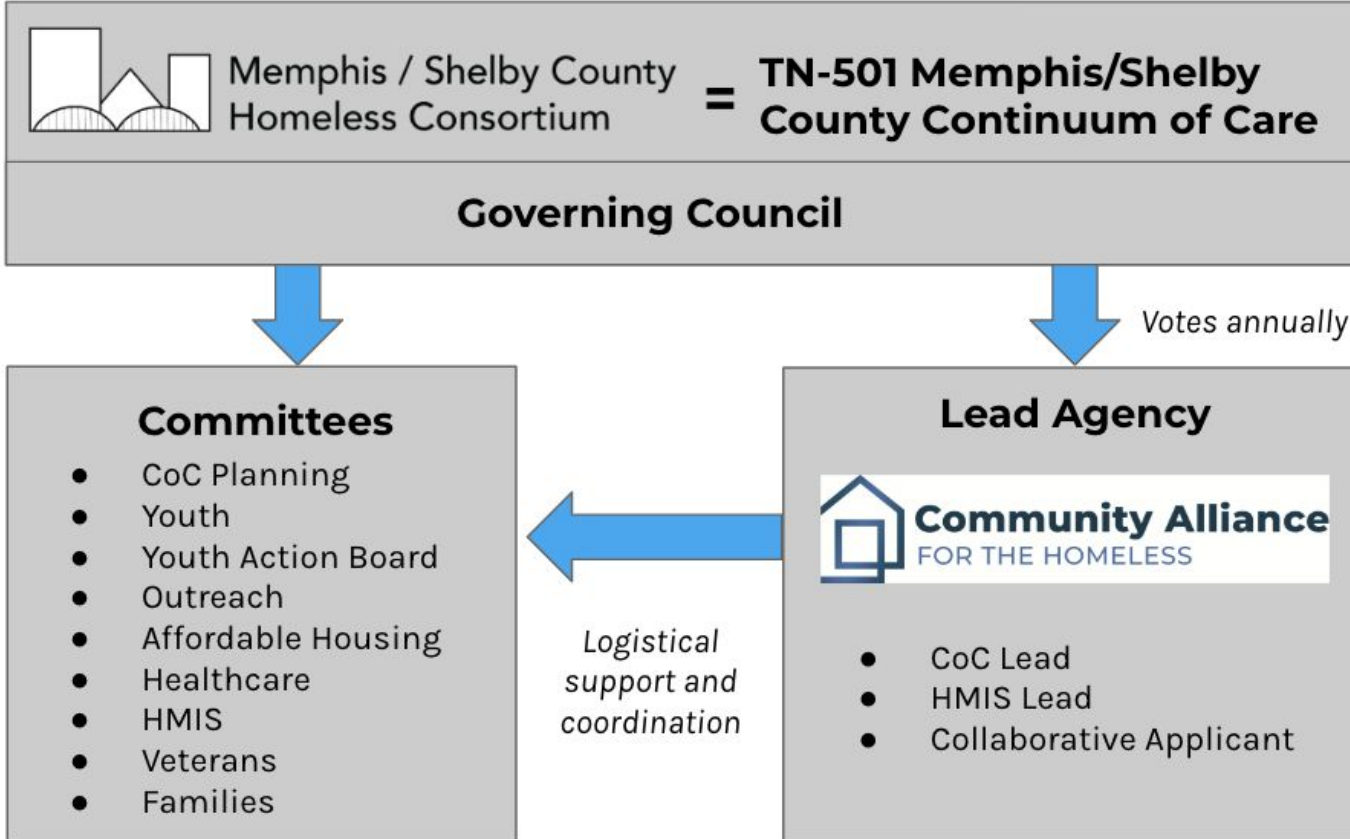 Memphis / Shelby County
Homeless Consortium
=
TN-501 Memphis/Shelby
County Continuum of Care
Governing Council
Votes annually
Committees
● CoC Planning
● Youth
● Youth Action Board
● Outreach
● Affordable Housing
● Healthcare
● HMIS
● Veterans
● Families
Logistical
support and
coordination
Lead Agency
Community Alliance
FOR THE HOMELESS
● CoC Lead
● HMIS Lead
● Collaborative Applicant